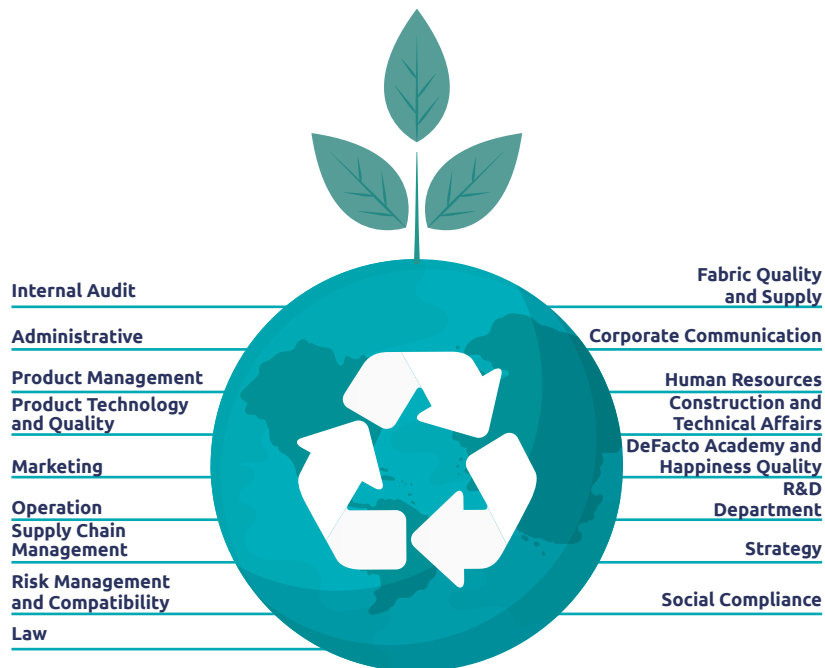 Internal Audit
Administrative
Product Management
Product Technology
and Quality
Marketing
Operation
Supply Chain
Management
Risk Management
and Compatibility
Law
Fabric Quality
and Supply
Corporate Communication
Human Resources
Construction and
Technical Affairs
DeFacto Academy and
Happiness Quality
R&D
Department
Strategy
Social Compliance